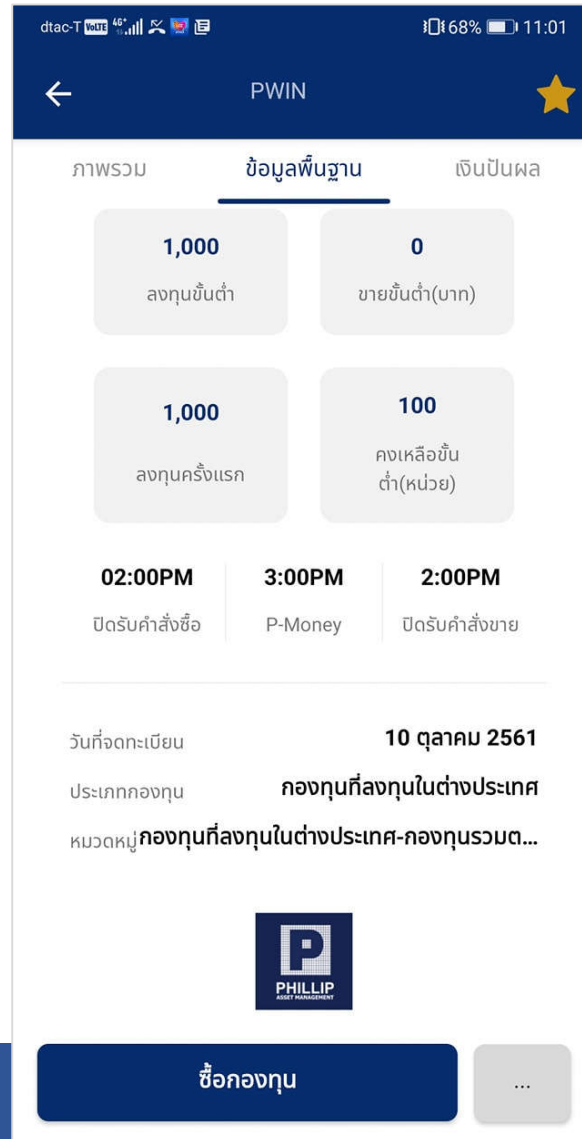 dtac-T VoLTE 4G+ 68% 11:01
PWIN
ภาพรวม ข้อมูลพื้นฐาน เงินปันผล
1,000 0
ลงทุนขั้นต่ำ ขายขั้นต่ำ(บาท)
1,000 100
ลงทุนครั้งแรก คงเหลือขั้น
ต่ำ(หน่วย)
02:00PM 3:00PM 2:00PM
ปิดรับคำสั่งซื้อ P-Money ปิดรับคำสั่งขาย
วันที่จดทะเบียน 10 ตุลาคม 2561
ประเภทกองทุน กองทุนที่ลงทุนในต่างประเทศ
หมวดหมู่ กองทุนที่ลงทุนในต่างประเทศ-กองทุนรวมต...
P
PHILLIP
ASSET MANAGEMENT
ซื้อกองทุน ...